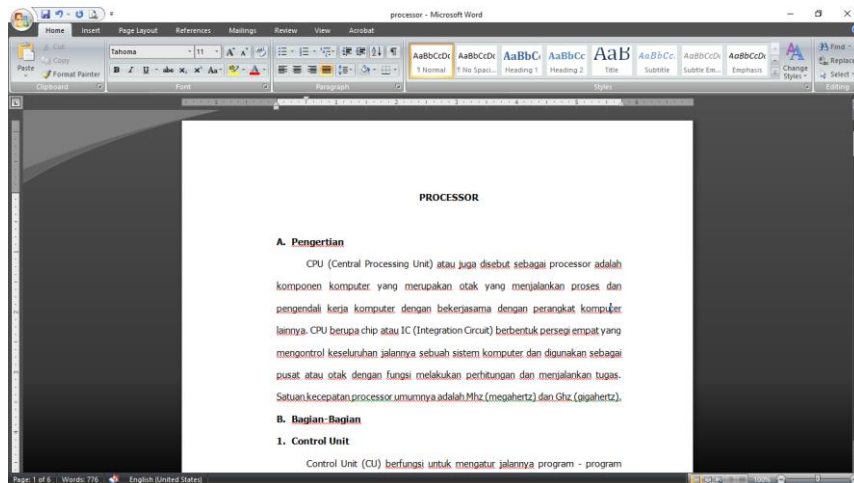 processor - Microsoft Word
Home Insert Page Layout References Mailings Review View Acrobat
Paste
Cut
Copy
Format Painter
Clipboard
Tahoma 11
Font
Paragraph
AaBbCcDc AaBbCcDc AaBbC AaBbCc AaB AaBbCc. AaBbCcDc AaBbCcDc
Normal No Spaci... Heading 1 Heading 2 Title Subtitle Subtle Em... Emphasis
Change Styles
Styles
Find
Replace
Select
Editing
PROCESSOR
A. Pengertian
CPU (Central Processing Unit) atau juga disebut sebagai processor adalah
komponen komputer yang merupakan otak yang menjalankan proses dan
pengendali kerja komputer dengan bekerjasama dengan perangkat komputer
lainnya. CPU berupa chip atau IC (Integration Circuit) berbentuk persegi empat yang
mengontrol keseluruhan jalannya sebuah sistem komputer dan digunakan sebagai
pusat atau otak dengan fungsi melakukan perhitungan dan menjalankan tugas.
Satuan kecepatan processor umumnya adalah Mhz (megahertz) dan Ghz (gigahertz).
B. Bagian-Bagian
1. Control Unit
Control Unit (CU) berfungsi untuk mengatur jalannya program - program
Page: 1 of 6 Words: 776 English (United States) 100%